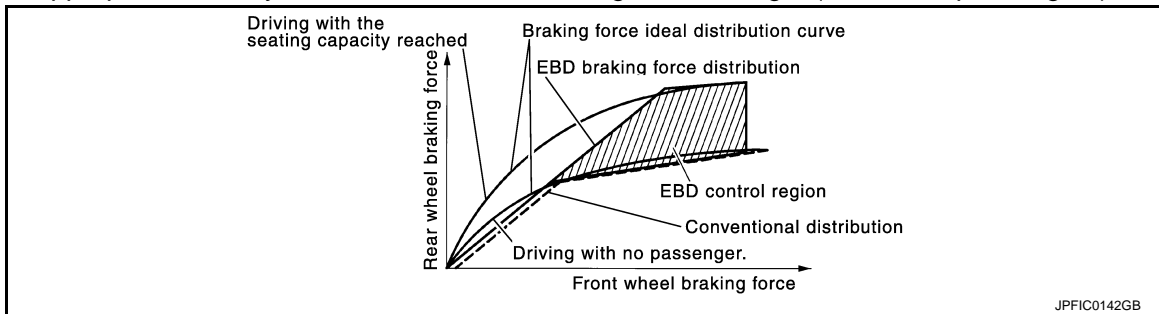 Driving with the
seating capacity reached
Braking force ideal distribution curve
EBD braking force distribution
Rear wheel braking force
EBD control region
Conventional distribution
Driving with no passenger.
Front wheel braking force
JPFIC0142GB